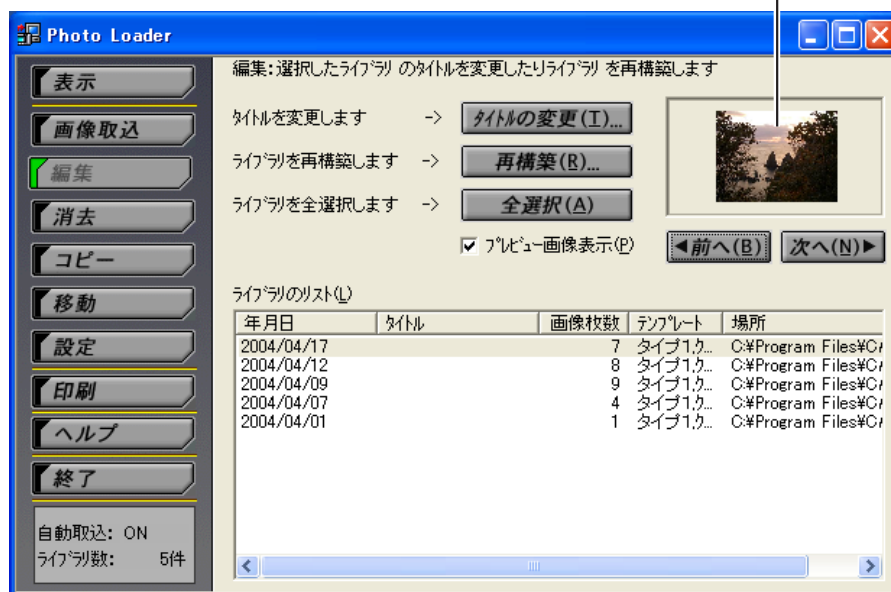 Photo Loader
表示
画像取込
編集
消去
コピー
移動
設定
印刷
ヘルプ
終了
自動取込: ON
ﾗｲﾌﾞﾗﾘ数: 5件
編集:選択したﾗｲﾌﾞﾗﾘ のﾀｲﾄﾙを変更したりﾗｲﾌﾞﾗﾘ を再構築します
ﾀｲﾄﾙを変更します -> ﾀｲﾄﾙの変更(T)...
ﾗｲﾌﾞﾗﾘを再構築します -> 再構築(R)...
ﾗｲﾌﾞﾗﾘを全選択します -> 全選択(A)
ﾌﾟﾚﾋﾞｭｰ画像表示(P)
◀前へ(B) 次へ(N)▶
ﾗｲﾌﾞﾗﾘのﾘｽﾄ(L)
年月日 ﾀｲﾄﾙ 画像枚数 ﾃﾝﾌﾟﾚｰﾄ 場所
2004/04/17 7 タイプ1,ｸ... C:¥Program Files¥CA
2004/04/12 8 タイプ1,ｸ... C:¥Program Files¥CA
2004/04/09 9 タイプ1,ｸ... C:¥Program Files¥CA
2004/04/07 4 タイプ1,ｸ... C:¥Program Files¥CA
2004/04/01 1 タイプ1,ｸ... C:¥Program Files¥CA